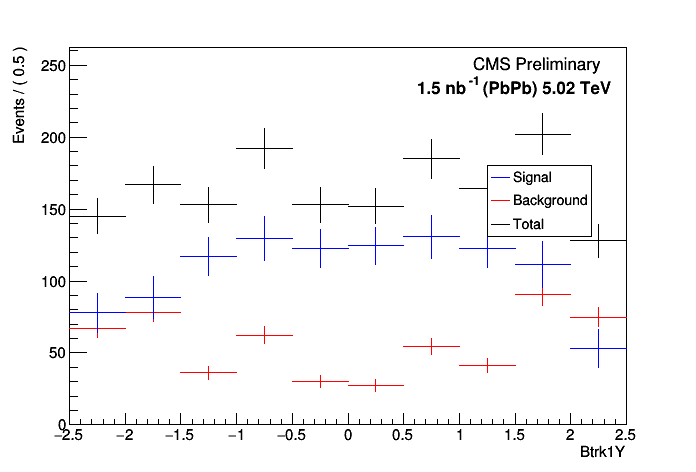 CMS Preliminary
1.5 nb-1 (PbPb) 5.02 TeV
Events / ( 0.5 )
250
200
150
100
50
0
Signal
Background
Total
−2.5 −2 −1.5 −1 −0.5 0 0.5 1 1.5 2 2.5
Btrk1Y